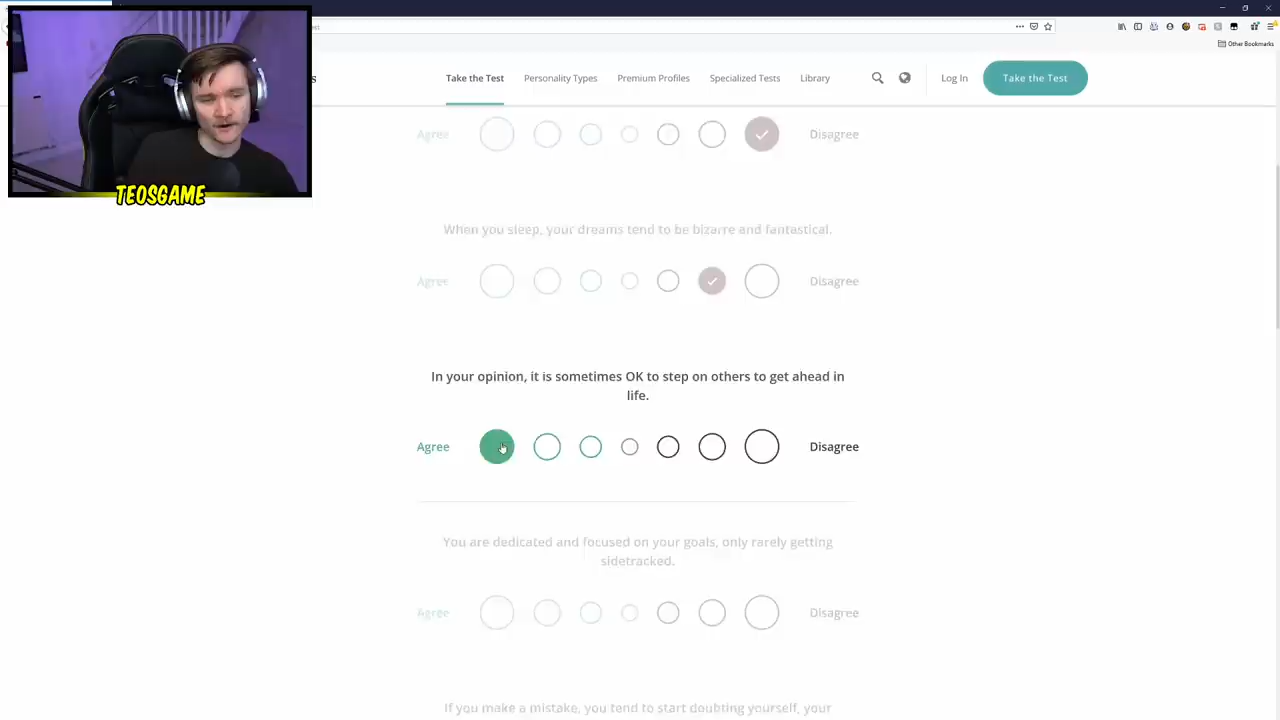 Take the Test Personality Types Premium Profiles Specialized Tests Library Log In Take the Test
Other Bookmarks
TEOSGAME
Agree Disagree
When you sleep, your dreams tend to be bizarre and fantastical.
Agree Disagree
In your opinion, it is sometimes OK to step on others to get ahead in
life.
Agree Disagree
You are dedicated and focused on your goals, only rarely getting
sidetracked.
Agree Disagree
If you make a mistake, you tend to start doubting yourself, your